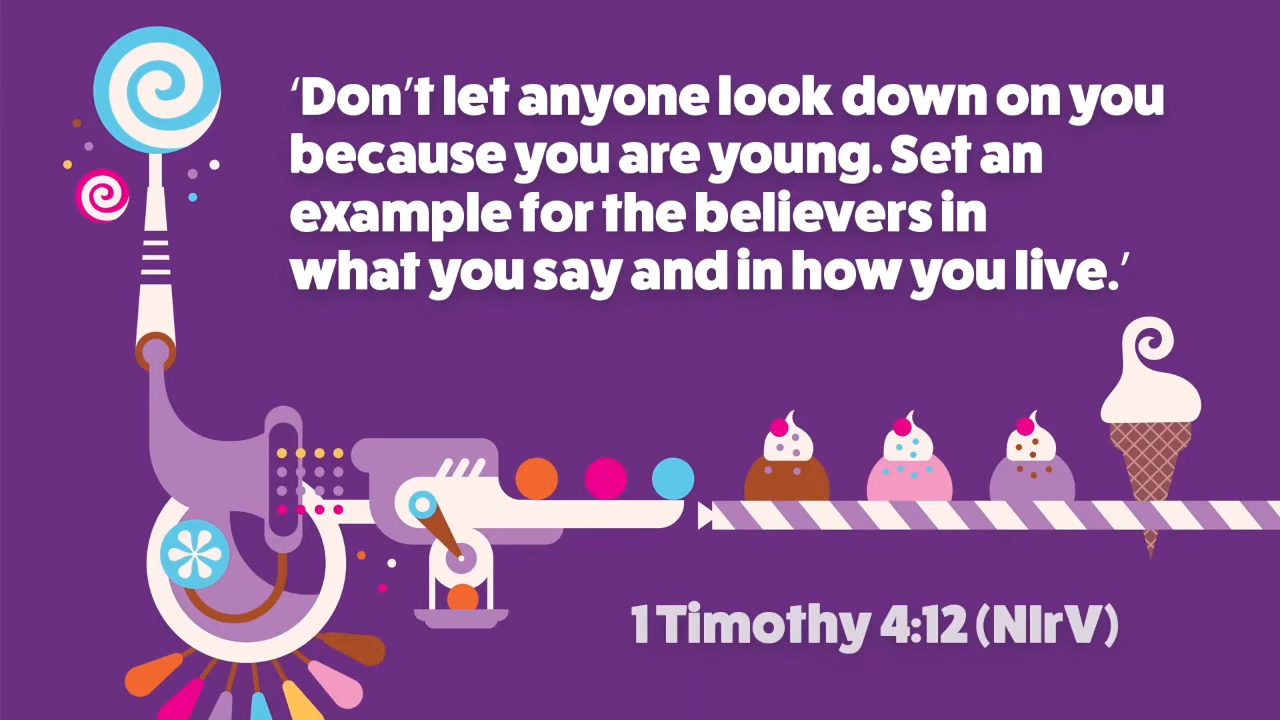 ‘Don’t let anyone look down on you
because you are young. Set an
example for the believers in
what you say and in how you live.’
1 Timothy 4:12 (NIrV)